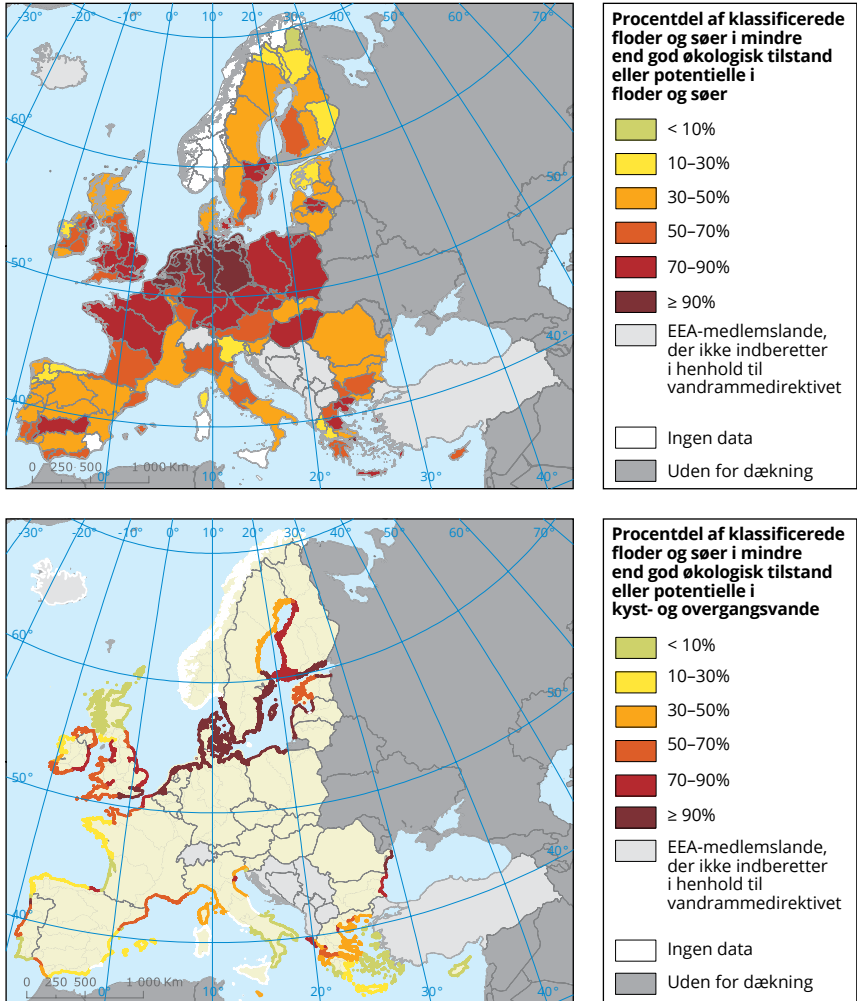 -30°
-20°
-10°
0°
10°
20°
30°
40°
50°
60°
70°
60°
50°
40°
60°
50°
40°
0 250 500 1 000 Km
0°
10°
20°
30°
40°
Procentdel af klassificerede
floder og søer i mindre
end god økologisk tilstand
eller potentielle i
floder og søer
< 10%
10–30%
30–50%
50–70%
70–90%
≥ 90%
EEA-medlemslande,
der ikke indberetter
i henhold til
vandrammedirektivet
Ingen data
Uden for dækning
-30°
-20°
-10°
0°
10°
20°
30°
40°
50°
60°
70°
60°
50°
40°
60°
50°
40°
0 250 500 1 000 Km
0°
10°
20°
30°
40°
Procentdel af klassificerede
floder og søer i mindre
end god økologisk tilstand
eller potentielle i
kyst- og overgangsvande
< 10%
10–30%
30–50%
50–70%
70–90%
≥ 90%
EEA-medlemslande,
der ikke indberetter
i henhold til
vandrammedirektivet
Ingen data
Uden for dækning